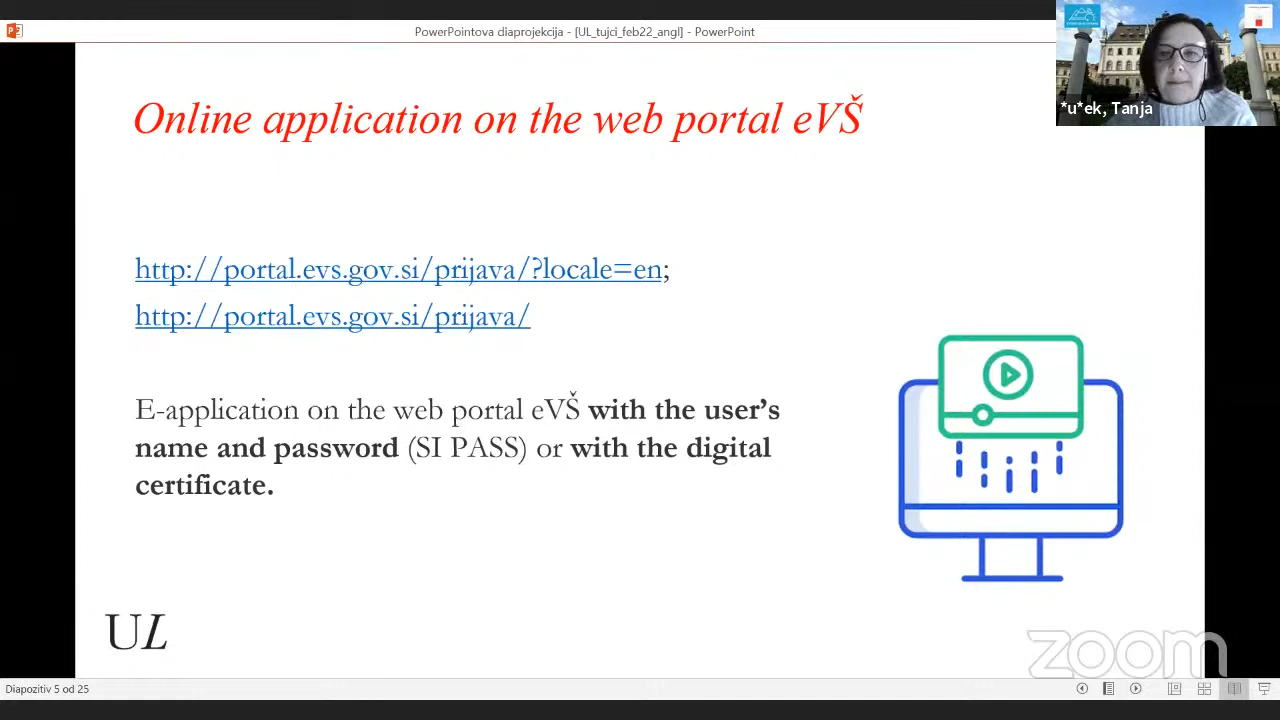 PowerPointova diaprojekcija - [UL_tujci_feb22_angl] - PowerPoint
*u*ek, Tanja
Online application on the web portal eVŠ
http://portal.evs.gov.si/prijava/?locale=en;
http://portal.evs.gov.si/prijava/
E-application on the web portal eVŠ with the user's
name and password (SI PASS) or with the digital
certificate.
UL
zoom
Diapozitiv 5 od 25